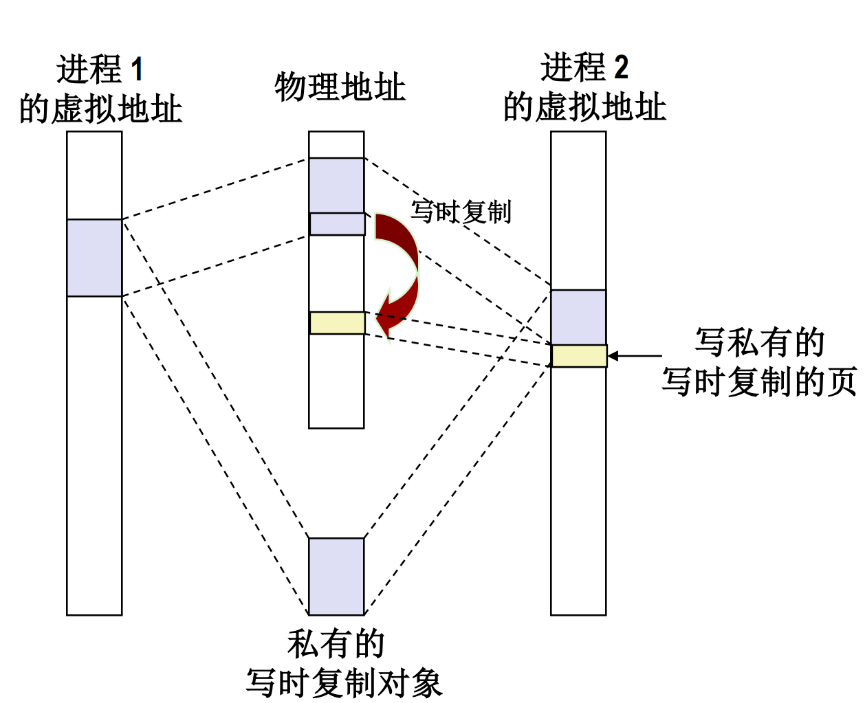 进程 1
的虚拟地址
物理地址
进程 2
的虚拟地址
写时复制
写私有的
写时复制的页
私有的
写时复制对象